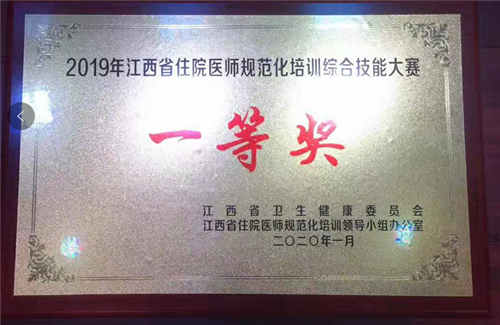 2019年江西省住院医师规范化培训综合技能大赛
一等奖
江西省卫生健康委员会
江西省住院医师规范化培训领导小组办公室
二〇二〇年一月